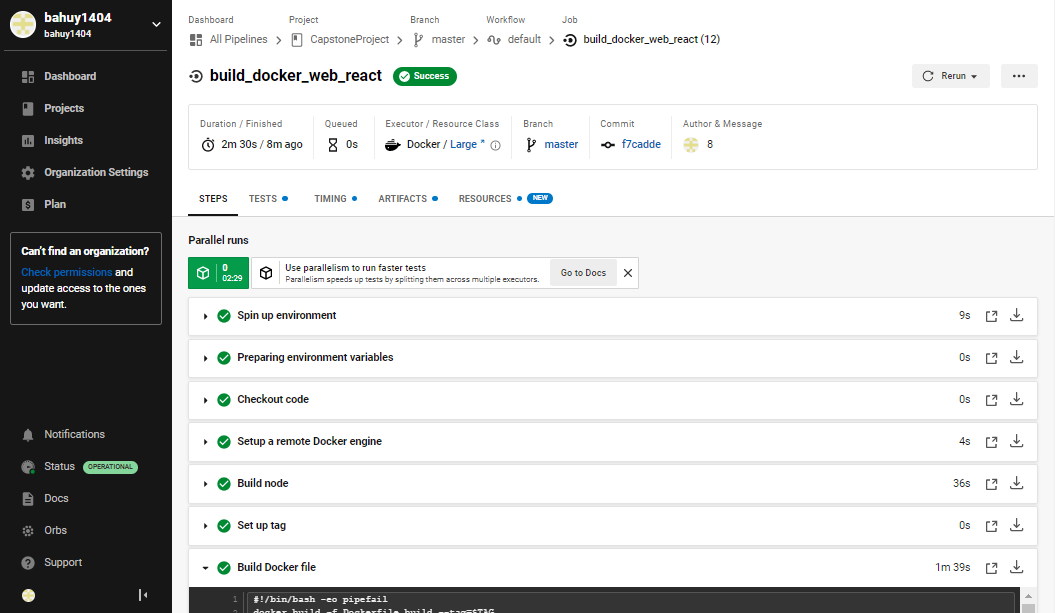 bahuy1404
bahuy1404
Dashboard
Projects
Insights
Organization Settings
Plan
Can't find an organization?
Check permissions and
update access to the ones
you want.
Notifications
Status OPERATIONAL
Docs
Orbs
Support
Dashboard Project Branch Workflow Job
All Pipelines CapstoneProject master default build_docker_web_react (12)
build_docker_web_react Success Rerun
Duration / Finished Queued Executor / Resource Class Branch Commit Author & Message
2m 30s / 8m ago 0s Docker / Large * master f7cadde 8
STEPS TESTS TIMING ARTIFACTS RESOURCES NEW
Parallel runs
0
02:29
Use parallelism to run faster tests
Parallelism speeds up tests by splitting them across multiple executors.
Go to Docs
Spin up environment 9s
Preparing environment variables 0s
Checkout code 0s
Setup a remote Docker engine 4s
Build node 36s
Set up tag 0s
Build Docker file 1m 39s
1 #!/bin/bash -eo pipefail
2 docker build -f Dockerfile.build --tag=$TAG